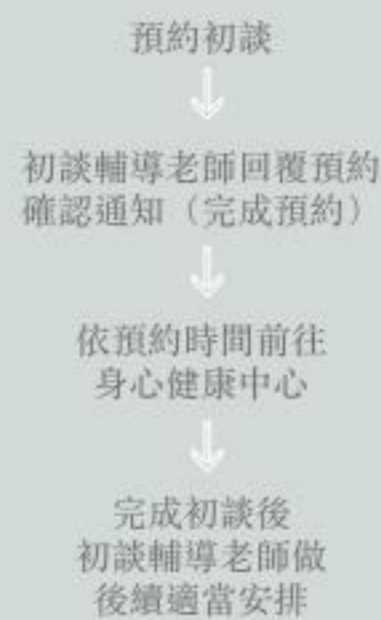 預約初談
初談輔導老師回覆預約
確認通知（完成預約）
依預約時間前往
身心健康中心
完成初談後
初談輔導老師做
後續適當安排